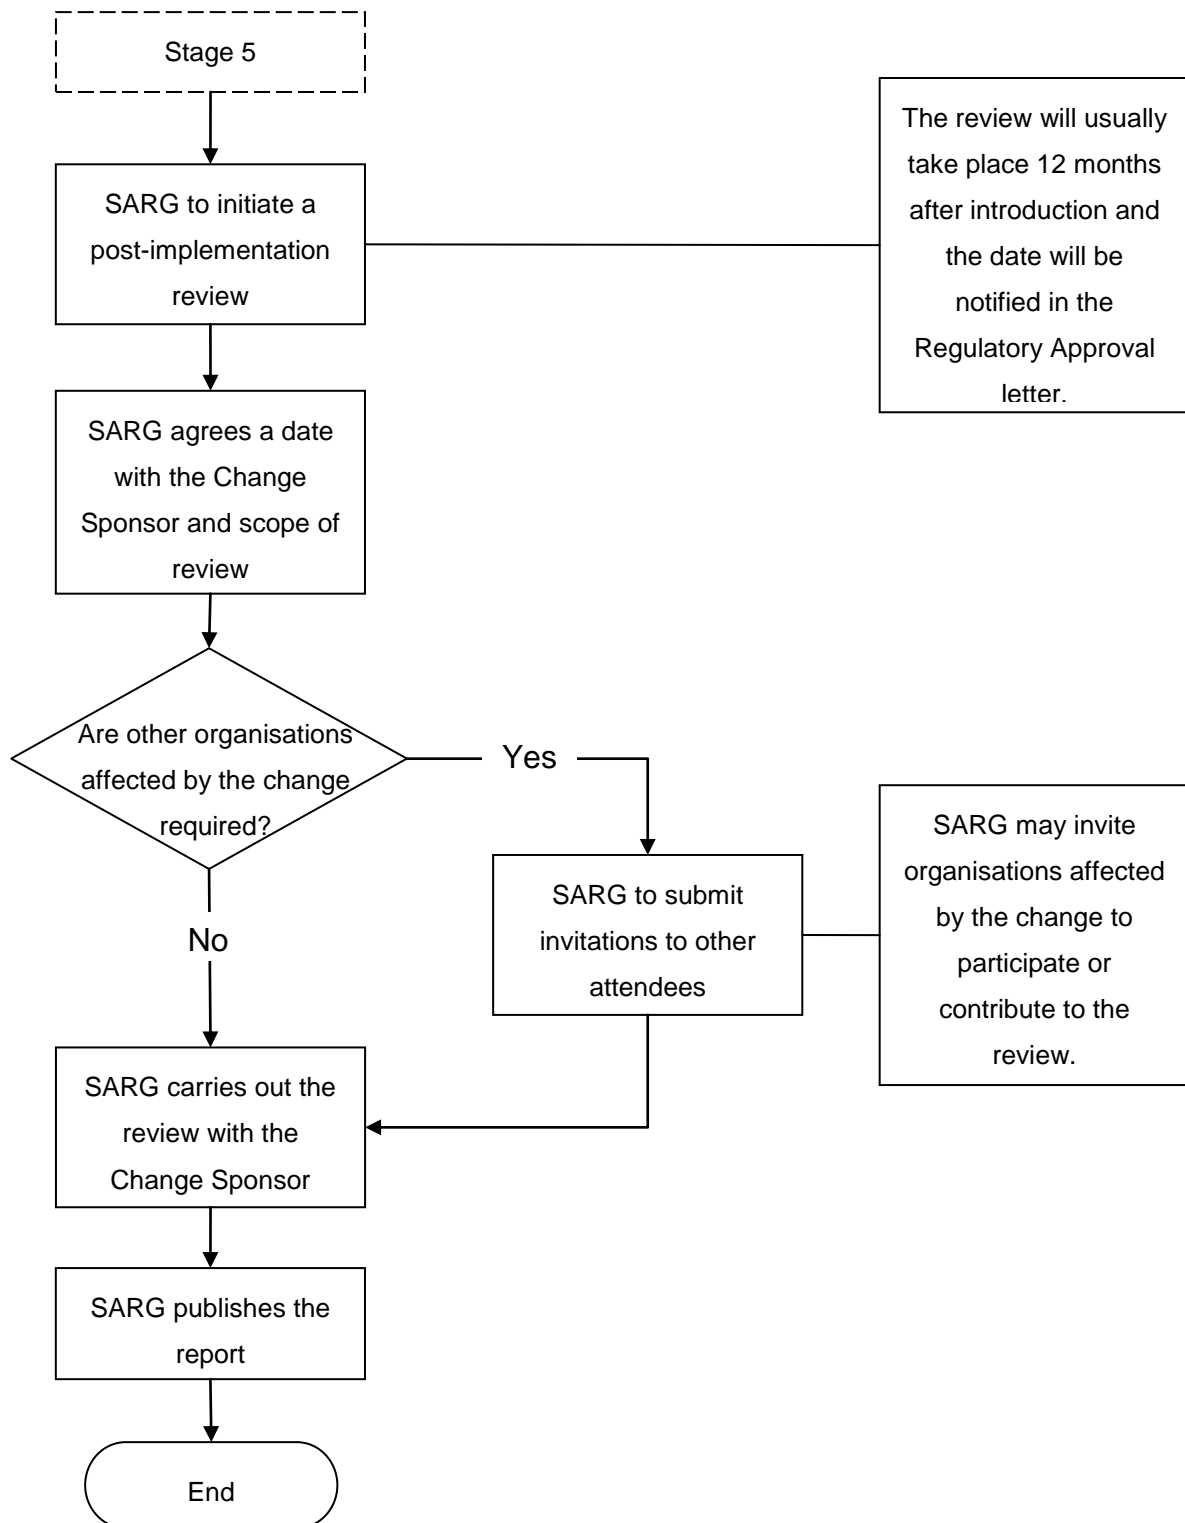 Stage 5
SARG to initiate a
post-implementation
review
The review will usually
take place 12 months
after introduction and
the date will be
notified in the
Regulatory Approval
letter.
SARG agrees a date
with the Change
Sponsor and scope of
review
Are other organisations
affected by the change
required?
Yes
No
SARG to submit
invitations to other
attendees
SARG may invite
organisations affected
by the change to
participate or
contribute to the
review.
SARG carries out the
review with the
Change Sponsor
SARG publishes the
report
End